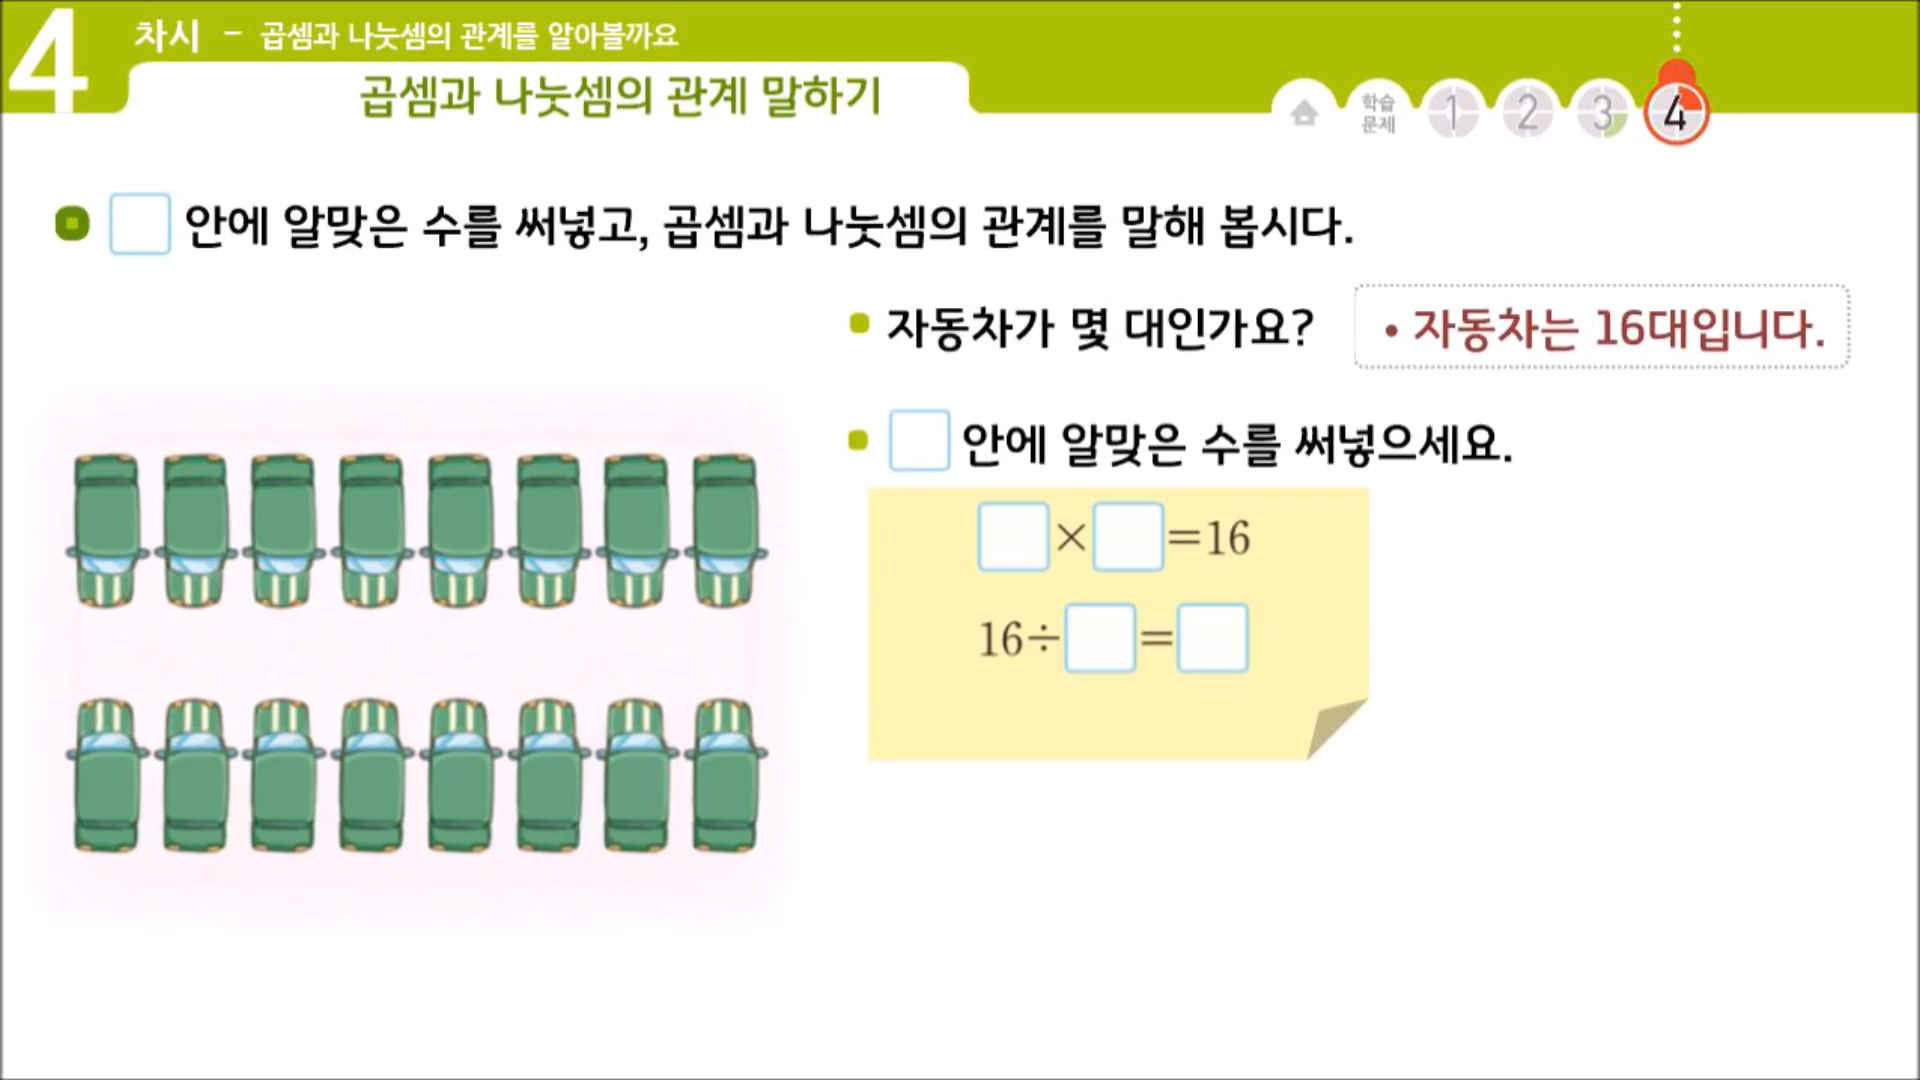 4
차시 - 곱셈과 나눗셈의 관계를 알아볼까요
곱셈과 나눗셈의 관계 말하기
학습
문제
1
2
3
4
안에 알맞은 수를 써넣고, 곱셈과 나눗셈의 관계를 말해 봅시다.
자동차가 몇 대인가요?
• 자동차는 16대입니다.
안에 알맞은 수를 써넣으세요.
□×□=16
16÷□=□